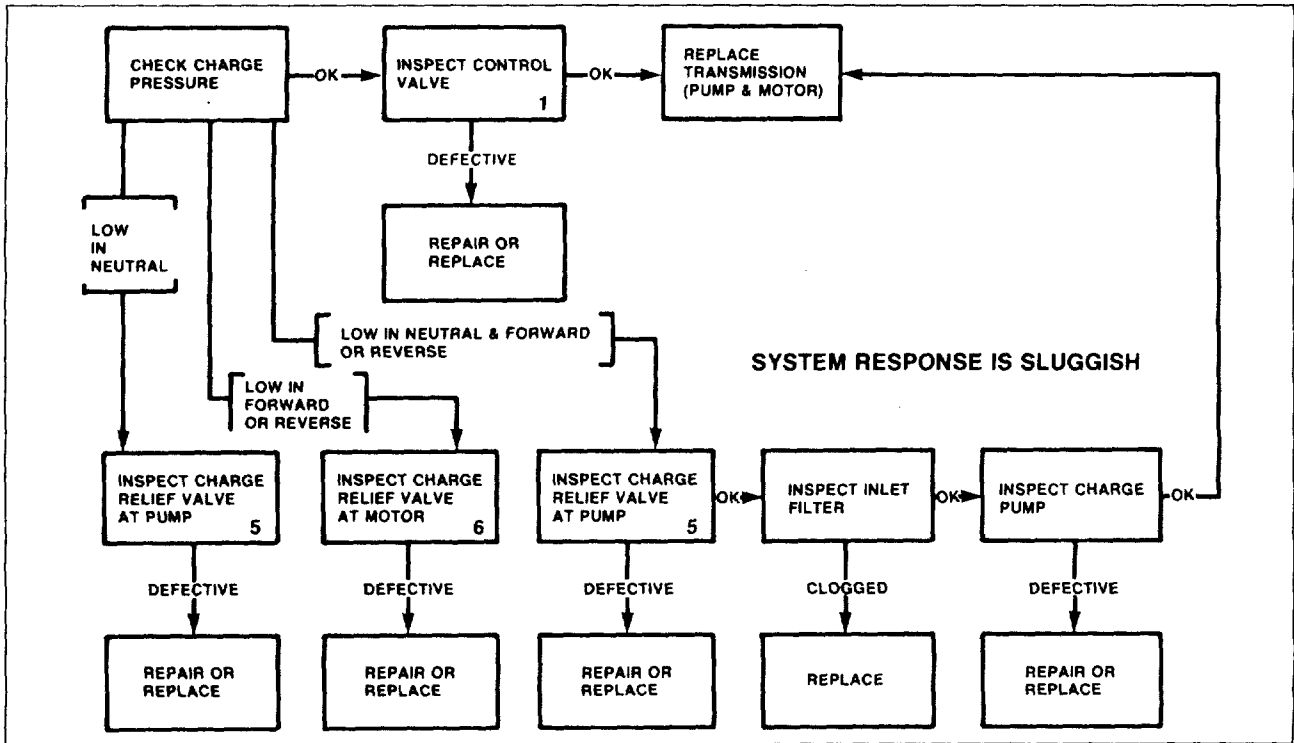 CHECK CHARGE
PRESSURE
OK
INSPECT CONTROL
VALVE
1
OK
REPLACE
TRANSMISSION
(PUMP & MOTOR)
DEFECTIVE
REPAIR OR
REPLACE
LOW
IN
NEUTRAL
LOW IN NEUTRAL & FORWARD
OR REVERSE
LOW IN
FORWARD
OR REVERSE
SYSTEM RESPONSE IS SLUGGISH
INSPECT CHARGE
RELIEF VALVE
AT PUMP
5
INSPECT CHARGE
RELIEF VALVE
AT MOTOR
6
INSPECT CHARGE
RELIEF VALVE
AT PUMP
5
OK
INSPECT INLET
FILTER
OK
INSPECT CHARGE
PUMP
OK
DEFECTIVE
DEFECTIVE
DEFECTIVE
CLOGGED
DEFECTIVE
REPAIR OR
REPLACE
REPAIR OR
REPLACE
REPAIR OR
REPLACE
REPLACE
REPAIR OR
REPLACE